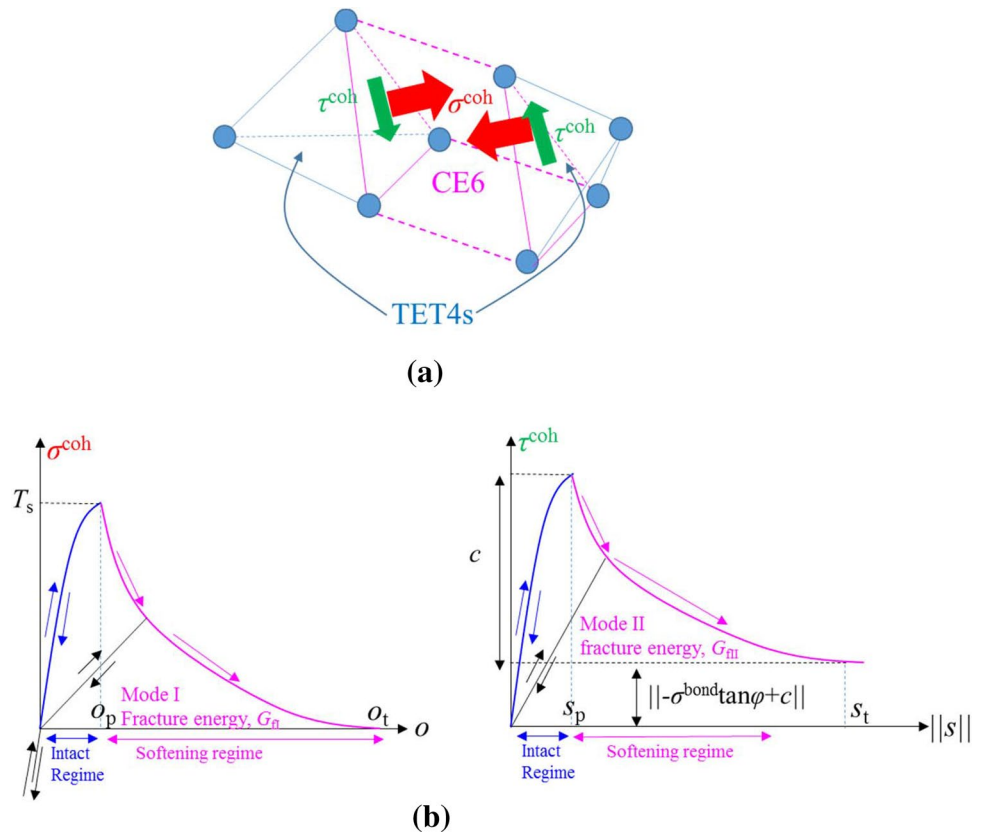 τcoh
σcoh
τcoh
CE6
TET4s
(a)
σcoh
Ts
Mode I
Fracture energy, GfI
op
ot
o
Intact
Regime
Softening regime
τcoh
c
Mode II
fracture energy, GfII
||-σbondtanφ+c||
sp
st
||s||
Intact
Regime
Softening regime
(b)